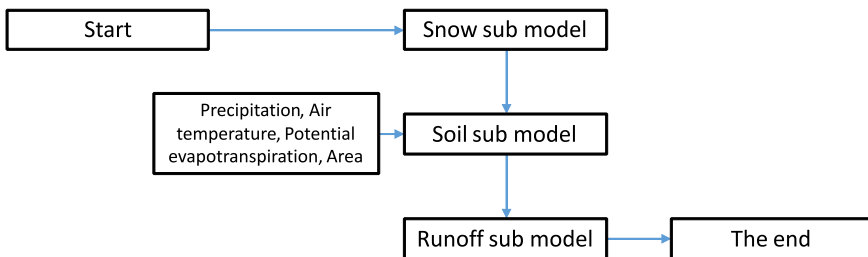 Start
Snow sub model
Precipitation, Air
temperature, Potential
evapotranspiration, Area
Soil sub model
Runoff sub model
The end